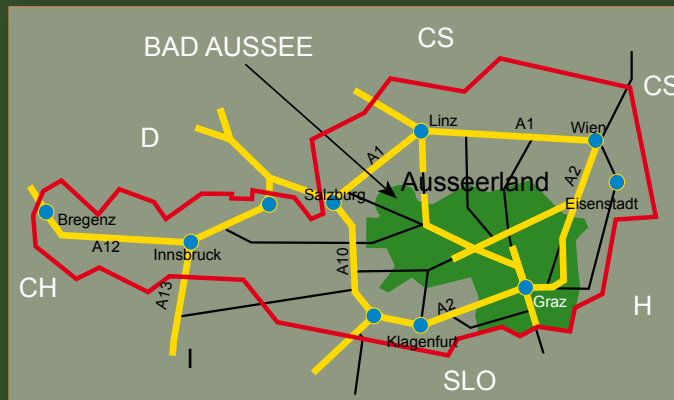 CS
BAD AUSSEE
CS
Linz
A1
Wien
D
A1
A2
Ausseerland
Salzburg
Eisenstadt
Bregenz
A12
Innsbruck
A10
CH
A13
A2
Graz
H
Klagenfurt
I
SLO